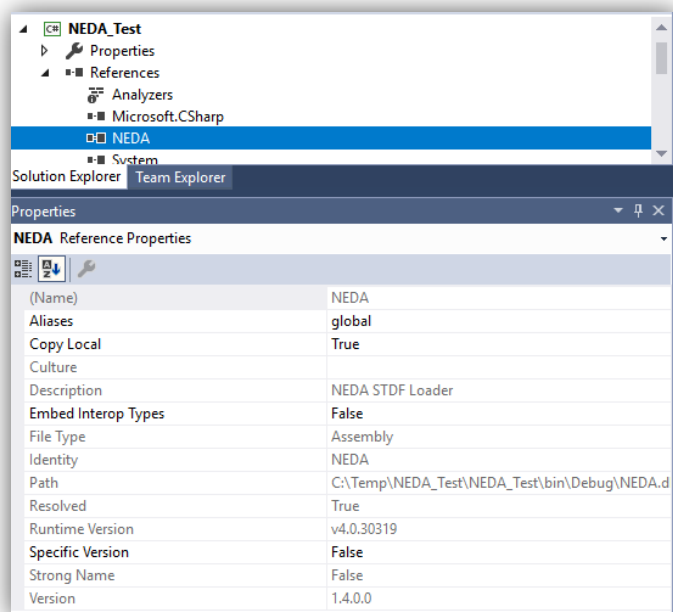 C# NEDA_Test
Properties
References
Analyzers
Microsoft.CSharp
NEDA
System
Solution Explorer Team Explorer
Properties
NEDA Reference Properties
(Name) NEDA
Aliases global
Copy Local True
Culture
Description NEDA STDF Loader
Embed Interop Types False
File Type Assembly
Identity NEDA
Path C:\Temp\NEDA_Test\NEDA_Test\bin\Debug\NEDA.d
Resolved True
Runtime Version v4.0.30319
Specific Version False
Strong Name False
Version 1.4.0.0